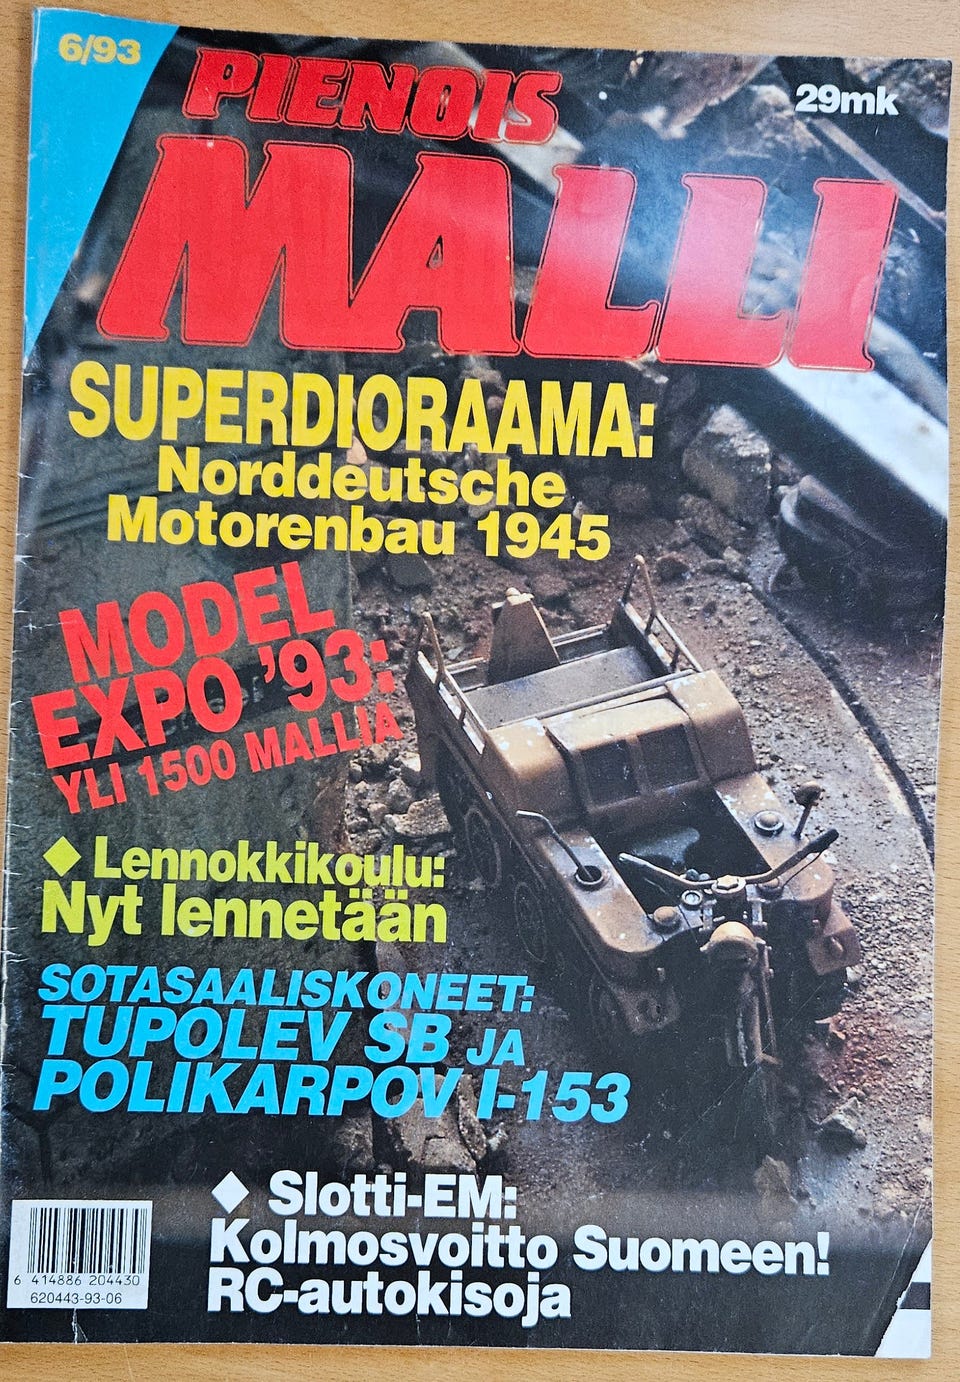 6/93
PIENOIS
29mk
MALLI
SUPERDIORAAMA:
Norddeutsche
Motorenbau 1945
MODEL
EXPO '93:
YLI 1500 MALLIA
◆ Lennokkikoulu:
Nyt lennetään
SOTASAALISKONEET:
TUPOLEV SB JA
POLIKARPOV I-153
◆ Slotti-EM:
Kolmosvoitto Suomeen!
RC-autokisoja
6 414886 204430
620443-93-06